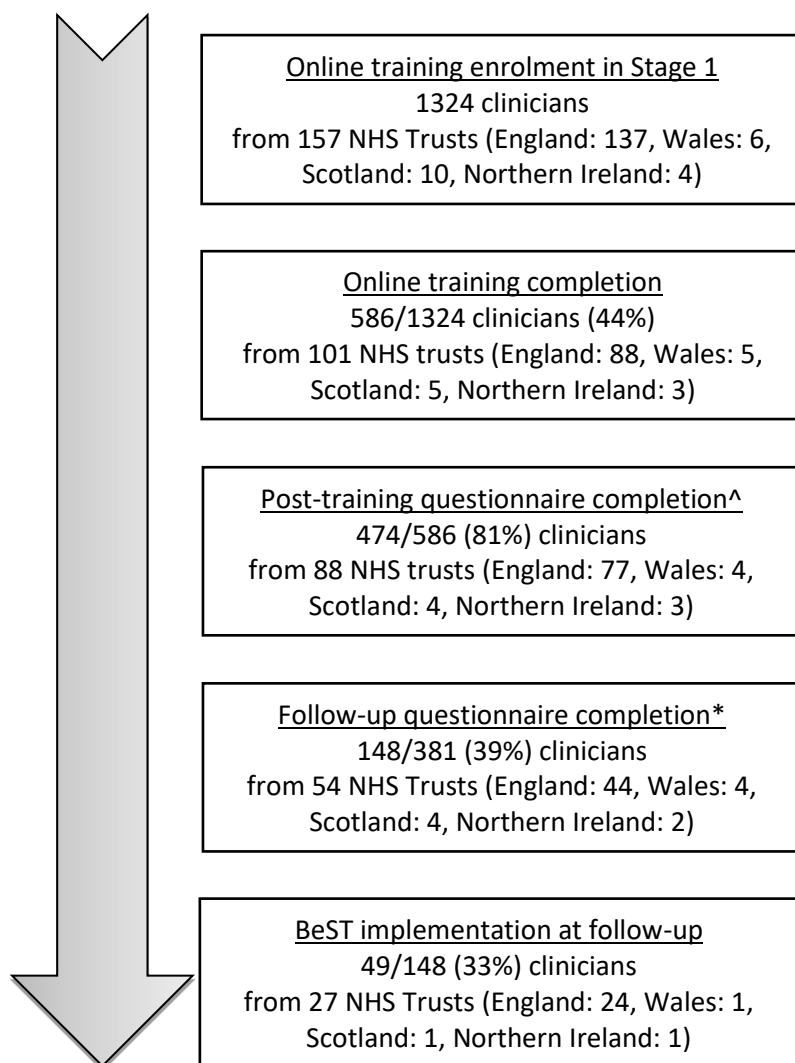 Online training enrolment in Stage 1
1324 clinicians
from 157 NHS Trusts (England: 137, Wales: 6,
Scotland: 10, Northern Ireland: 4)
Online training completion
586/1324 clinicians (44%)
from 101 NHS trusts (England: 88, Wales: 5,
Scotland: 5, Northern Ireland: 3)
Post-training questionnaire completion^
474/586 (81%) clinicians
from 88 NHS trusts (England: 77, Wales: 4,
Scotland: 4, Northern Ireland: 3)
Follow-up questionnaire completion*
148/381 (39%) clinicians
from 54 NHS Trusts (England: 44, Wales: 4,
Scotland: 4, Northern Ireland: 2)
BeST implementation at follow-up
49/148 (33%) clinicians
from 27 NHS Trusts (England: 24, Wales: 1,
Scotland: 1, Northern Ireland: 1)